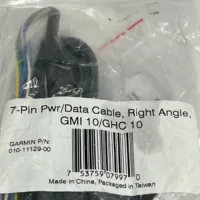 7-Pin Pwr/Data Cable, Right Angle,
GMI 10/GHC 10
GARMIN P/N:
010-11129-00
7 53759 07997 0
Made in China, Packaged in Taiwan